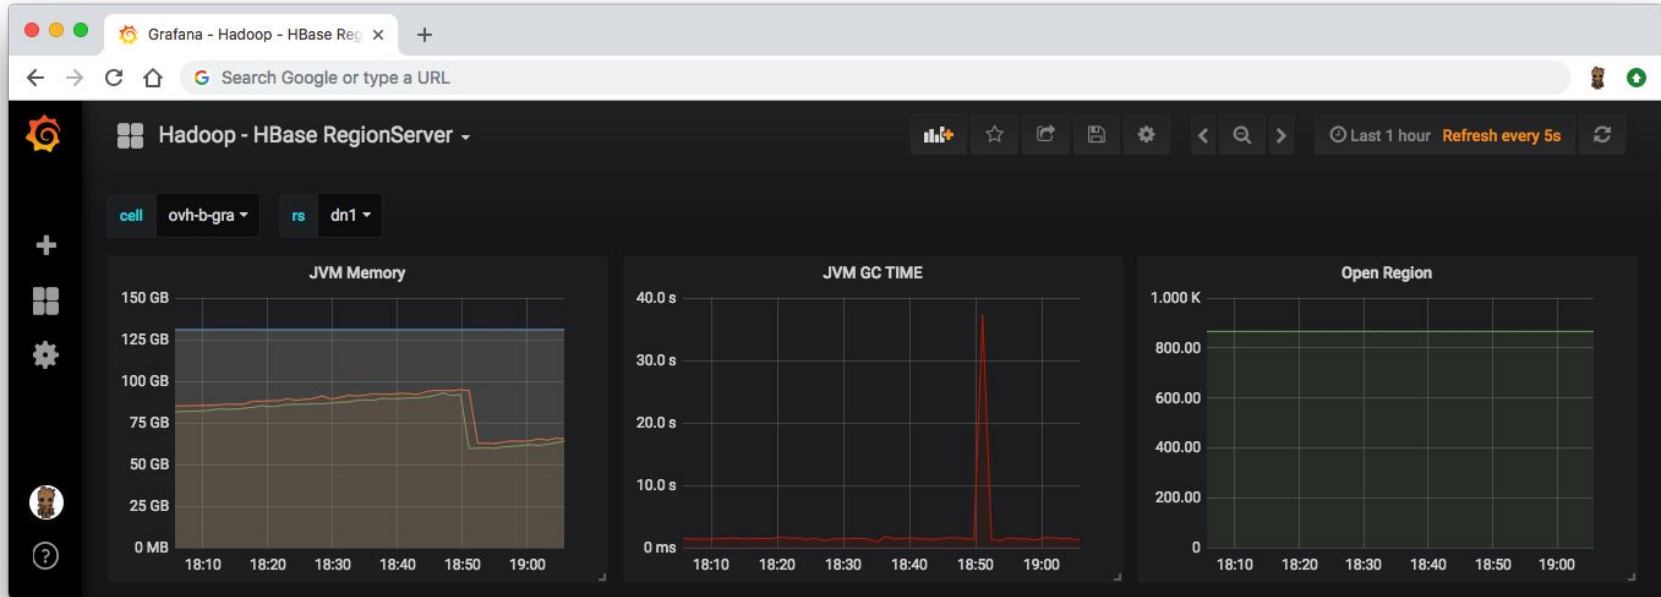 Grafana - Hadoop - HBase Reg
Search Google or type a URL
Hadoop - HBase RegionServer
Last 1 hour Refresh every 5s
cell ovh-b-gra rs dn1
JVM Memory
150 GB
125 GB
100 GB
75 GB
50 GB
25 GB
0 MB
18:10 18:20 18:30 18:40 18:50 19:00
JVM GC TIME
40.0 s
30.0 s
20.0 s
10.0 s
0 ms
18:10 18:20 18:30 18:40 18:50 19:00
Open Region
1.000 K
800.00
600.00
400.00
200.00
0
18:10 18:20 18:30 18:40 18:50 19:00